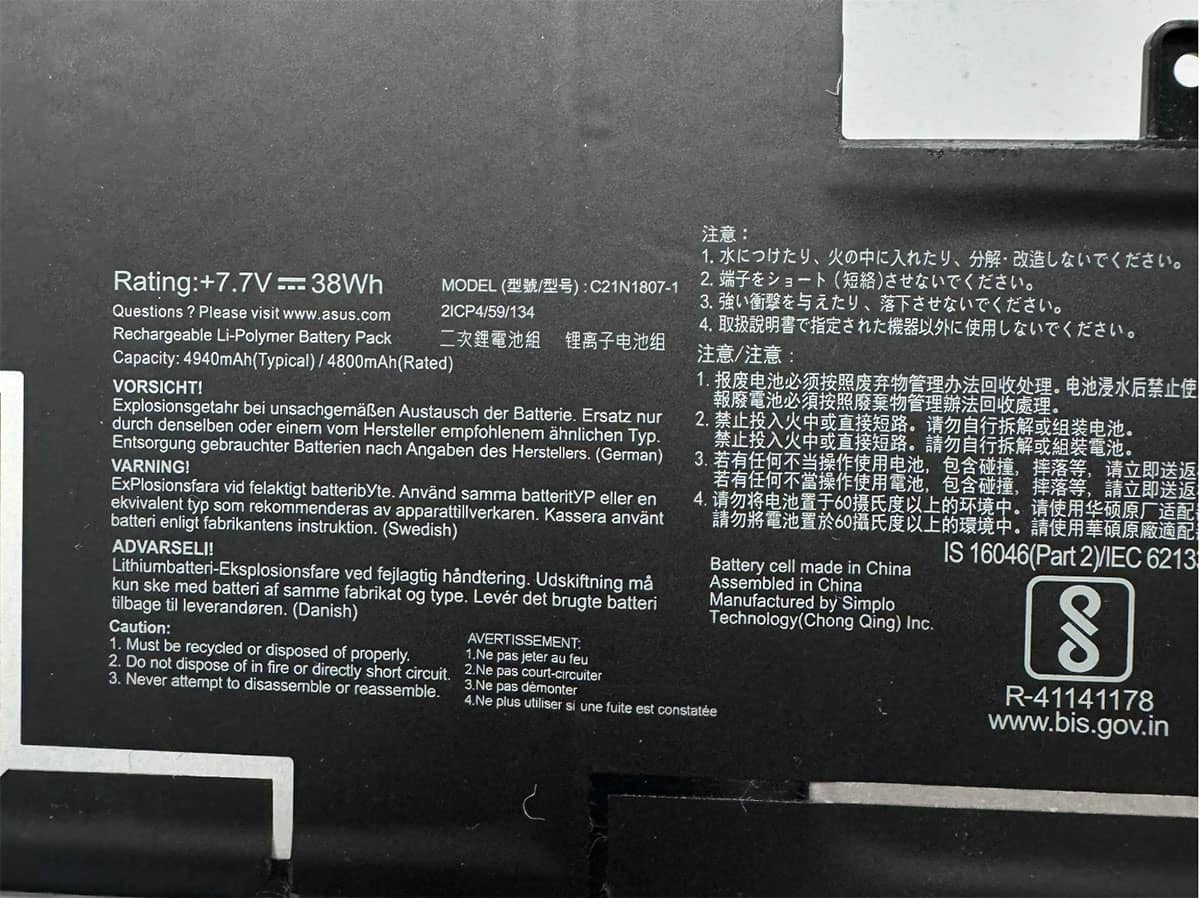 Rating:+7.7V 38Wh
Questions ? Please visit www.asus.com
Rechargeable Li-Polymer Battery Pack
Capacity: 4940mAh(Typical) / 4800mAh(Rated)
MODEL (型號/型号) : C21N1807-1
2ICP4/59/134
二次鋰電池組 锂离子电池组
VORSICHT!
Explosionsgetahr bei unsachgemäßen Austausch der Batterie. Ersatz nur
durch denselben oder einem vom Hersteller empfohlenem ähnlichen Typ.
Entsorgung gebrauchter Batterien nach Angaben des Herstellers. (German)
VARNING!
ExPlosionsfara vid felaktigt batteribYte. Använd samma batteritYP eller en
ekvivalent typ som rekommenderas av apparattillverkaren. Kassera använt
batteri enligt fabrikantens instruktion. (Swedish)
ADVARSELI!
Lithiumbatteri-Eksplosionsfare ved fejlagtig håndtering. Udskiftning må
kun ske med batteri af samme fabrikat og type. Levér det brugte batteri
tilbage til leverandøren. (Danish)
Caution:
1. Must be recycled or disposed of properly.
2. Do not dispose of in fire or directly short circuit.
3. Never attempt to disassemble or reassemble.
AVERTISSEMENT:
1.Ne pas jeter au feu
2.Ne pas court-circuiter
3.Ne pas démonter
4.Ne plus utiliser si une fuite est constatée
注意：
1. 水につけたり、火の中に入れたり、分解·改造しないでください。
2. 端子をショート（短絡）させないでください。
3. 強い衝撃を与えたり、落下させないでください。
4. 取扱説明書で指定された機器以外に使用しないでください。
注意/注意：
1. 报废电池必须按照废弃物管理办法回收处理。电池浸水后禁止使
報廢電池必須按照廢棄物管理辦法回收處理。
2. 禁止投入火中或直接短路。请勿自行拆解或组装电池。
禁止投入火中或直接短路。請勿自行拆解或組裝電池。
3. 若有任何不当操作使用电池，包含碰撞，摔落等，请立即送返
若有任何不當操作使用電池，包含碰撞，摔落等，請立即送返
4. 请勿将电池置于60摄氏度以上的环境中。请使用华硕原厂适配
請勿將電池置於60攝氏度以上的環境中。請使用華碩原廠適配
IS 16046(Part 2)/IEC 6213
Battery cell made in China
Assembled in China
Manufactured by Simplo
Technology(Chong Qing) Inc.
R-41141178
www.bis.gov.in